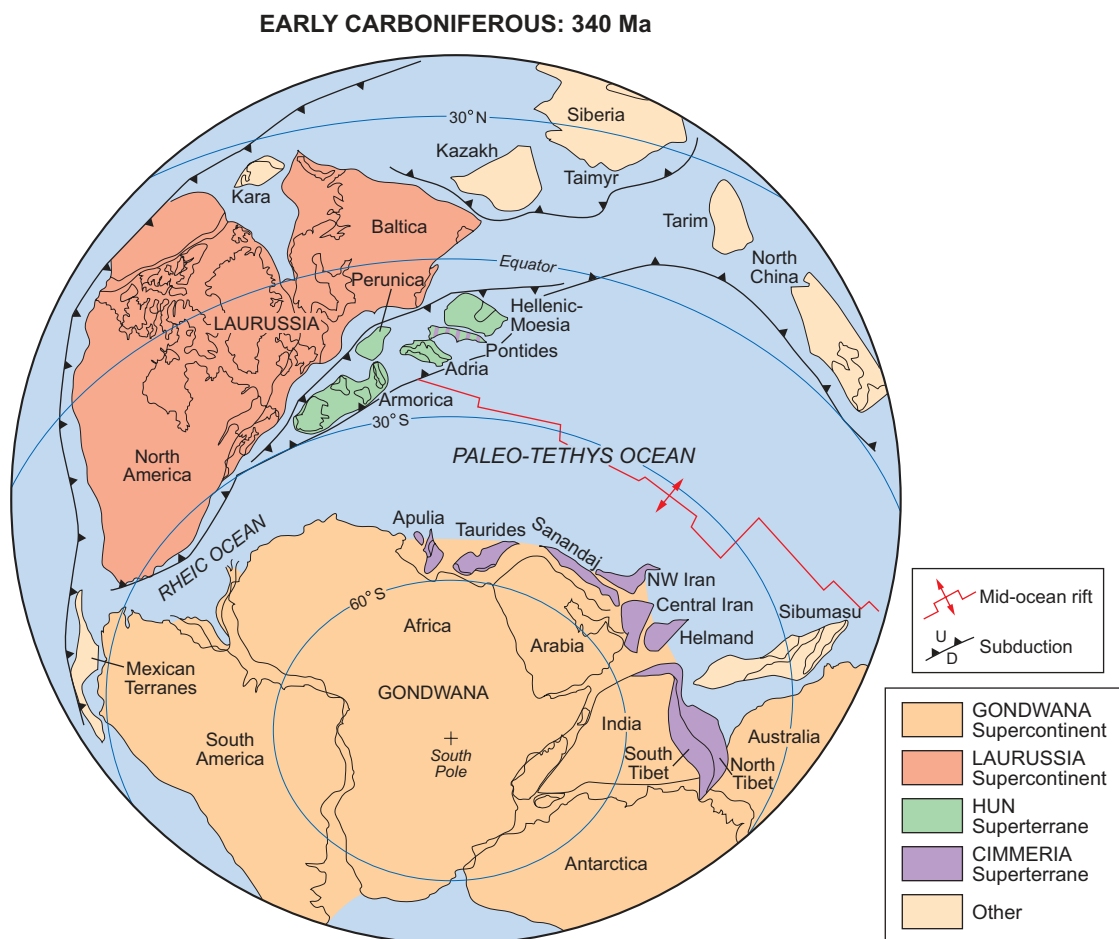 EARLY CARBONIFEROUS: 340 Ma
30° N
Siberia
Kazakh
Taimyr
Kara
Tarim
Baltica
North
China
Equator
Perunica
Hellenic-
Moesia
LAURUSSIA
Pontides
Adria
Armorica
30° S
North
America
PALEO-TETHYS OCEAN
RHEIC OCEAN
Apulia
Taurides
Sanandaj
NW Iran
60° S
Central Iran
Sibumasu
Africa
Arabia
Helmand
Mexican
Terranes
GONDWANA
South
America
India
Australia
South
Pole
South
Tibet
North
Tibet
Antarctica
Mid-ocean rift
U
D
Subduction
GONDWANA
Supercontinent
LAURUSSIA
Supercontinent
HUN
Superterrane
CIMMERIA
Superterrane
Other